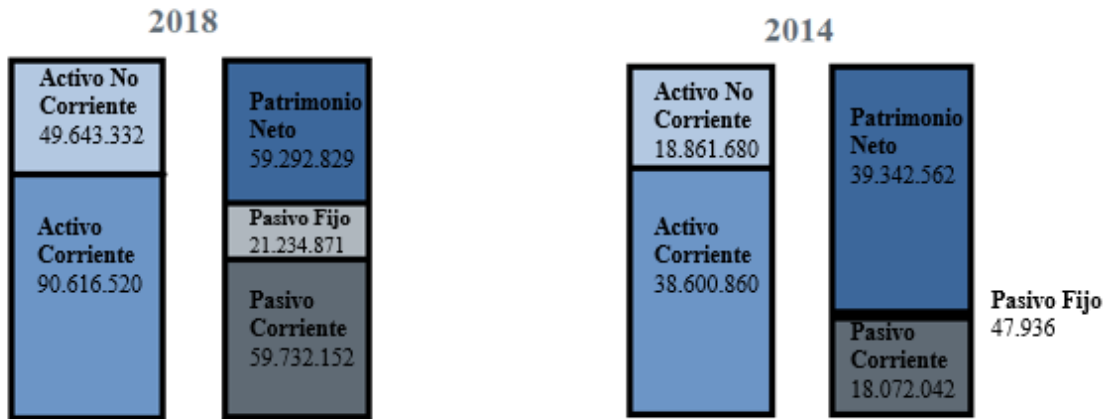 2018
Activo No
Corriente
49.643.332
Activo
Corriente
90.616.520
Patrimonio
Neto
59.292.829
Pasivo Fijo
21.234.871
Pasivo
Corriente
59.732.152
2014
Activo No
Corriente
18.861.680
Activo
Corriente
38.600.860
Patrimonio
Neto
39.342.562
Pasivo
Corriente
18.072.042
Pasivo Fijo
47.936